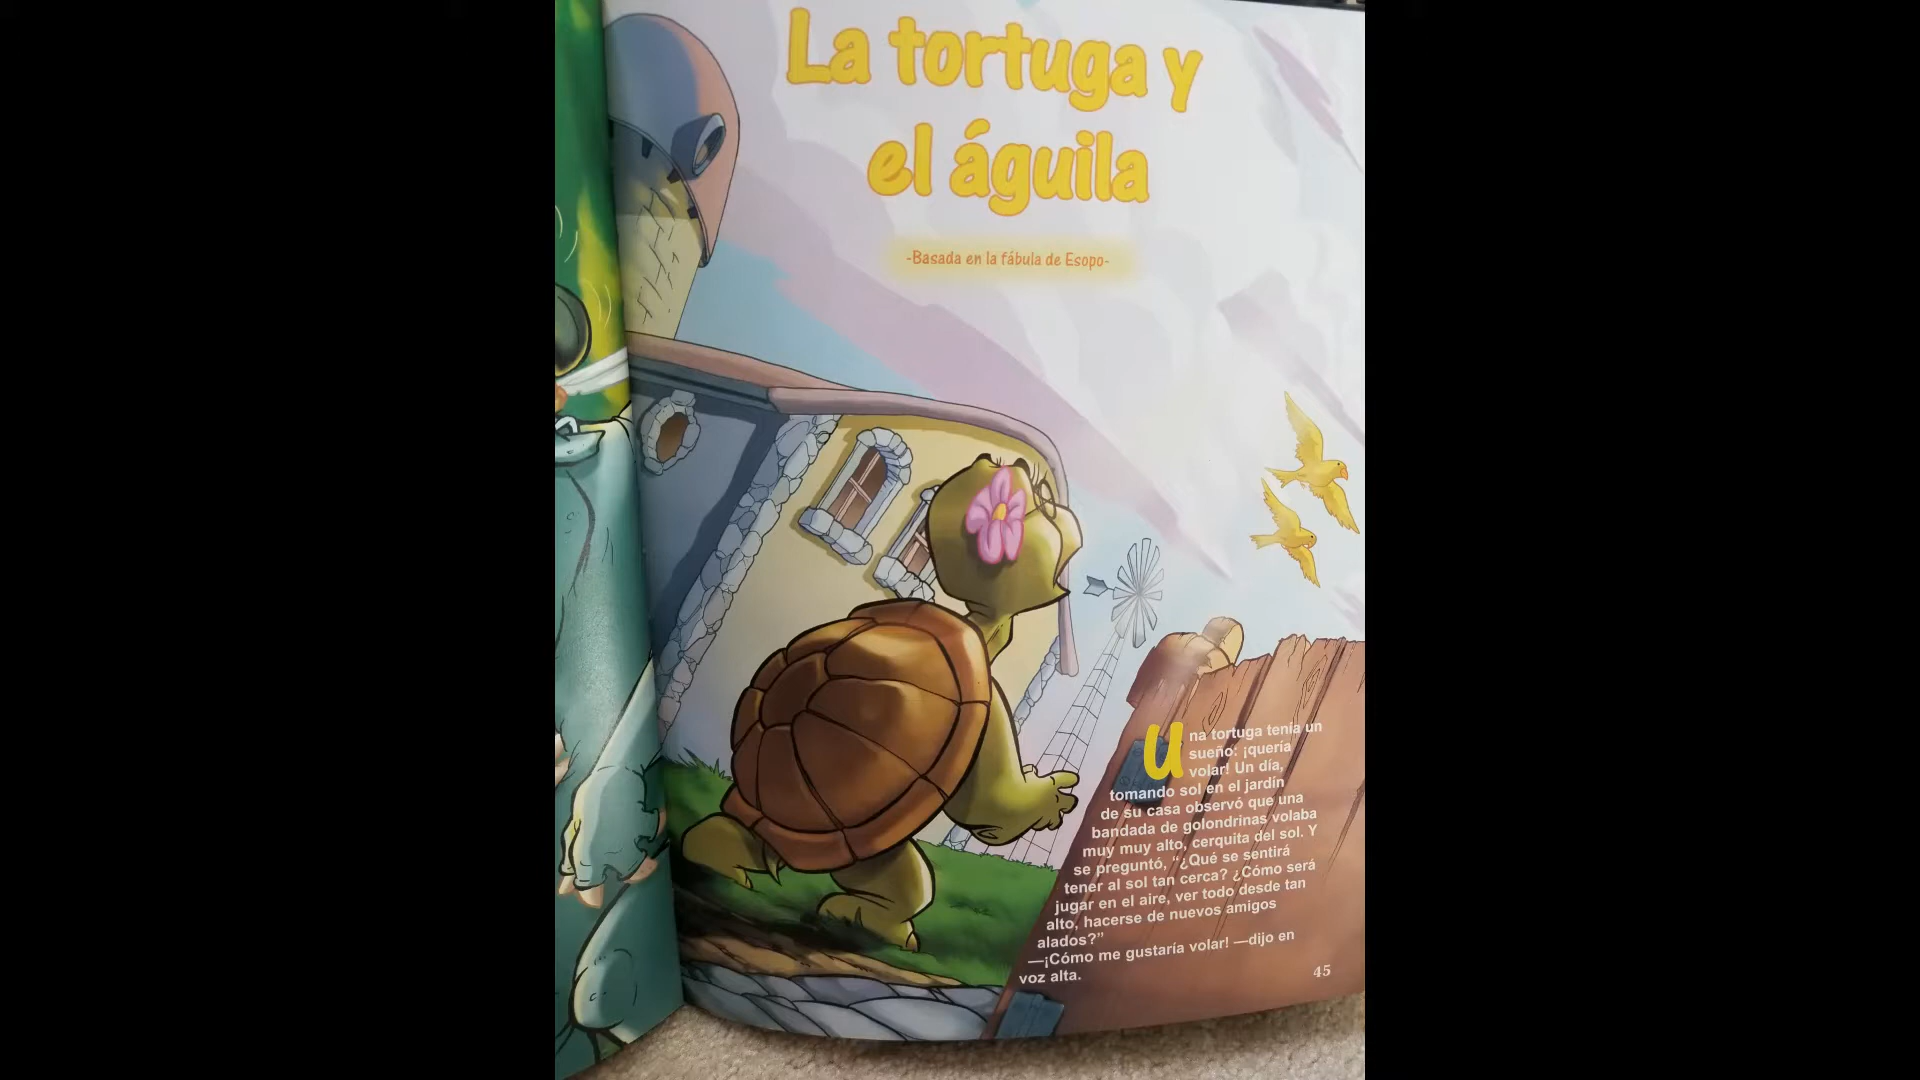 La tortuga y
el águila
-Basada en la fábula de Esopo-
Una tortuga tenía un
sueño: ¡quería
volar! Un día,
tomando sol en el jardín
de su casa observó que una
bandada de golondrinas volaba
muy muy alto, cerquita del sol. Y
se preguntó, “¿Qué se sentirá
tener al sol tan cerca? ¿Cómo será
jugar en el aire, ver todo desde tan
alto, hacerse de nuevos amigos
alados?”
—¡Cómo me gustaría volar! —dijo en
voz alta.
45